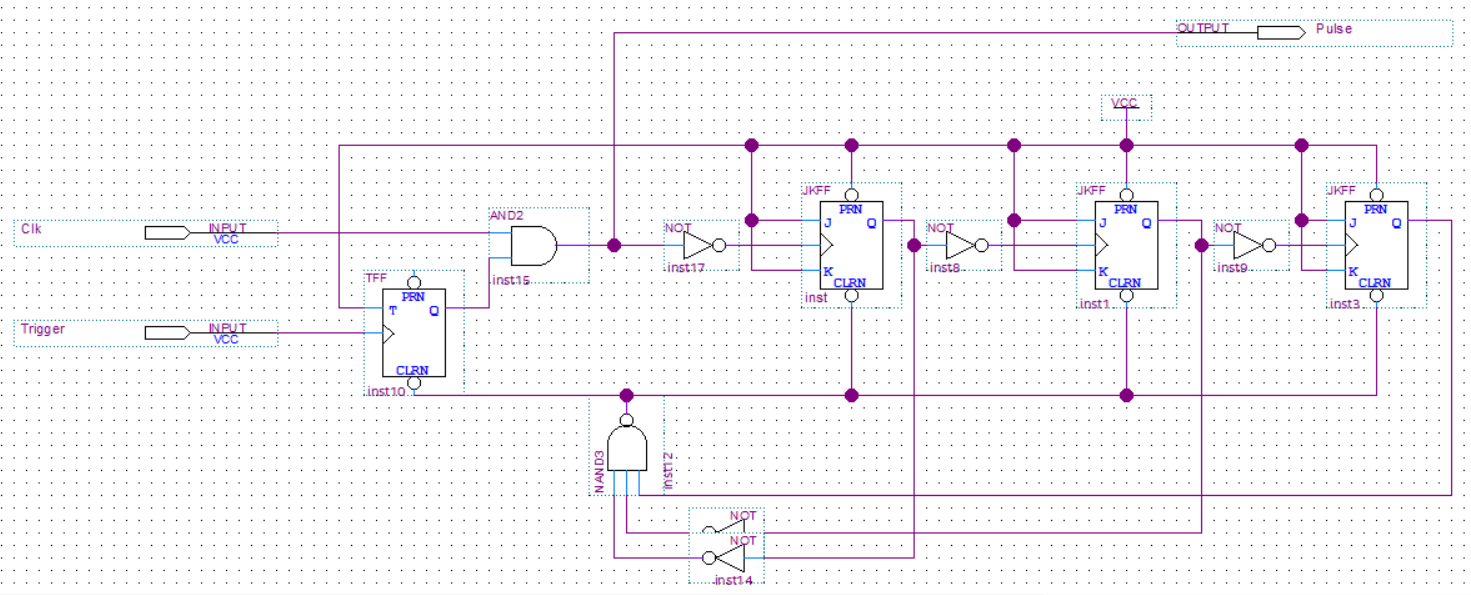 OUTPUT
Pulse
VCC
Clk
INPUT
VCC
AND2
inst15
NOT
inst17
JKFF
PRN
J
Q
K
CLRN
inst
NOT
inst8
JKFF
PRN
J
Q
K
CLRN
inst1
NOT
inst9
JKFF
PRN
J
Q
K
CLRN
inst3
TFF
PRN
T
Q
CLRN
inst10
Trigger
INPUT
VCC
NAND3
inst12
NOT
NOT
inst14